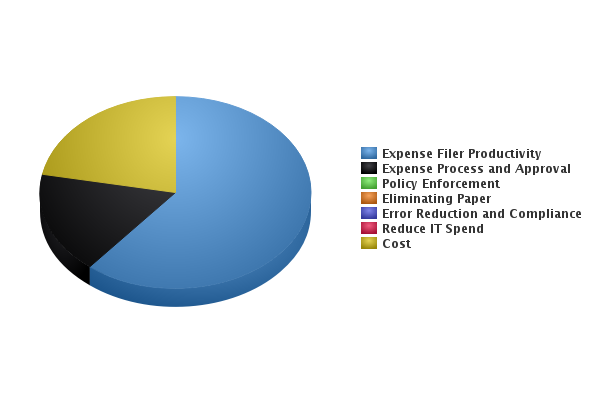 Expense Filer Productivity
Expense Process and Approval
Policy Enforcement
Eliminating Paper
Error Reduction and Compliance
Reduce IT Spend
Cost